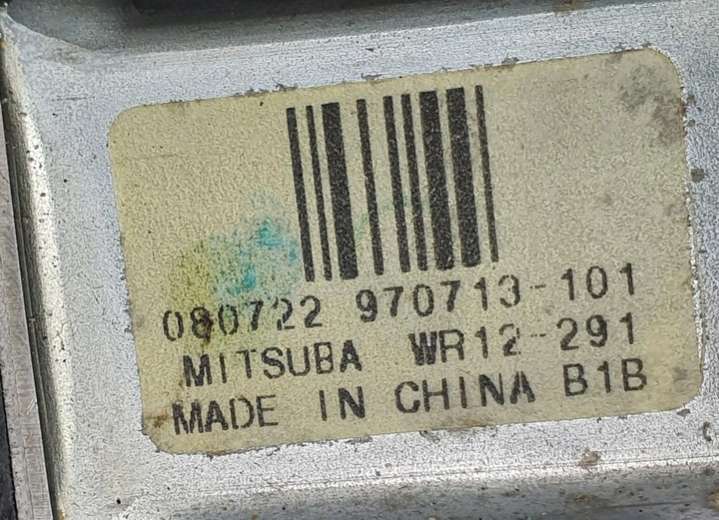 080722 970713-101
MITSUBA WR12-291
MADE IN CHINA B1B